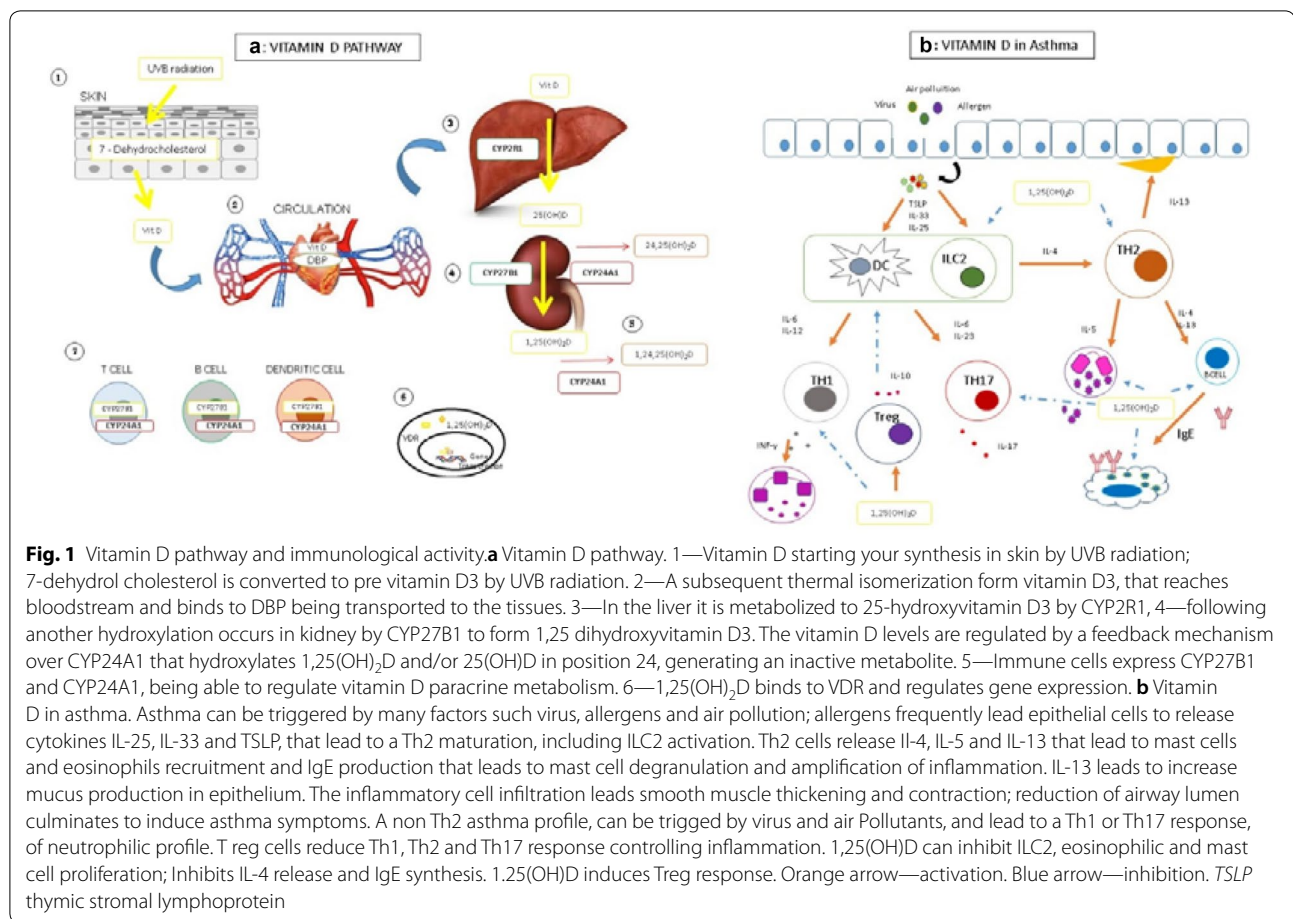 a: VITAMIN D PATHWAY
1
UVB radiation
SKIN
7 - Dehydrocholesterol
Vit D
2
CIRCULATION
Vit D
DBP
3
Vit D
CYP2R1
25(OH)D
4
CYP27B1
CYP24A1
24,25(OH)₂D
1,25(OH)₂D
5
CYP24A1
1,24,25(OH)₂D
T CELL
B CELL
DENDRITIC CELL
CYP27B1
CYP24A1
CYP27B1
CYP24A1
CYP27B1
CYP24A1
6
VDR
1,25(OH)₂D
Gene
b: VITAMIN D in Asthma
Air polluition
Virus
Allergen
TSLP
IL-33
IL-25
1,25(OH)₂D
IL-13
DC
ILC2
IL-4
TH2
IL-6
IL-12
IL-6
IL-23
IL-5
IL-4
IL-13
BCELL
TH1
IL-10
TH17
Treg
1,25(OH)₂D
INF-γ
IL-17
IgE
1,25(OH)₂D
Fig. 1 Vitamin D pathway and immunological activity.a Vitamin D pathway. 1—Vitamin D starting your synthesis in skin by UVB radiation;
7-dehydrol cholesterol is converted to pre vitamin D3 by UVB radiation. 2—A subsequent thermal isomerization form vitamin D3, that reaches
bloodstream and binds to DBP being transported to the tissues. 3—In the liver it is metabolized to 25-hydroxyvitamin D3 by CYP2R1, 4—following
another hydroxylation occurs in kidney by CYP27B1 to form 1,25 dihydroxyvitamin D3. The vitamin D levels are regulated by a feedback mechanism
over CYP24A1 that hydroxylates 1,25(OH)₂D and/or 25(OH)D in position 24, generating an inactive metabolite. 5—Immune cells express CYP27B1
and CYP24A1, being able to regulate vitamin D paracrine metabolism. 6—1,25(OH)₂D binds to VDR and regulates gene expression. b Vitamin
D in asthma. Asthma can be triggered by many factors such virus, allergens and air pollution; allergens frequently lead epithelial cells to release
cytokines IL-25, IL-33 and TSLP, that lead to a Th2 maturation, including ILC2 activation. Th2 cells release Il-4, IL-5 and IL-13 that lead to mast cells
and eosinophils recruitment and IgE production that leads to mast cell degranulation and amplification of inflammation. IL-13 leads to increase
mucus production in epithelium. The inflammatory cell infiltration leads smooth muscle thickening and contraction; reduction of airway lumen
culminates to induce asthma symptoms. A non Th2 asthma profile, can be trigged by virus and air Pollutants, and lead to a Th1 or Th17 response,
of neutrophilic profile. T reg cells reduce Th1, Th2 and Th17 response controlling inflammation. 1,25(OH)D can inhibit ILC2, eosinophilic and mast
cell proliferation; Inhibits IL-4 release and IgE synthesis. 1.25(OH)D induces Treg response. Orange arrow—activation. Blue arrow—inhibition. TSLP
thymic stromal lymphoprotein